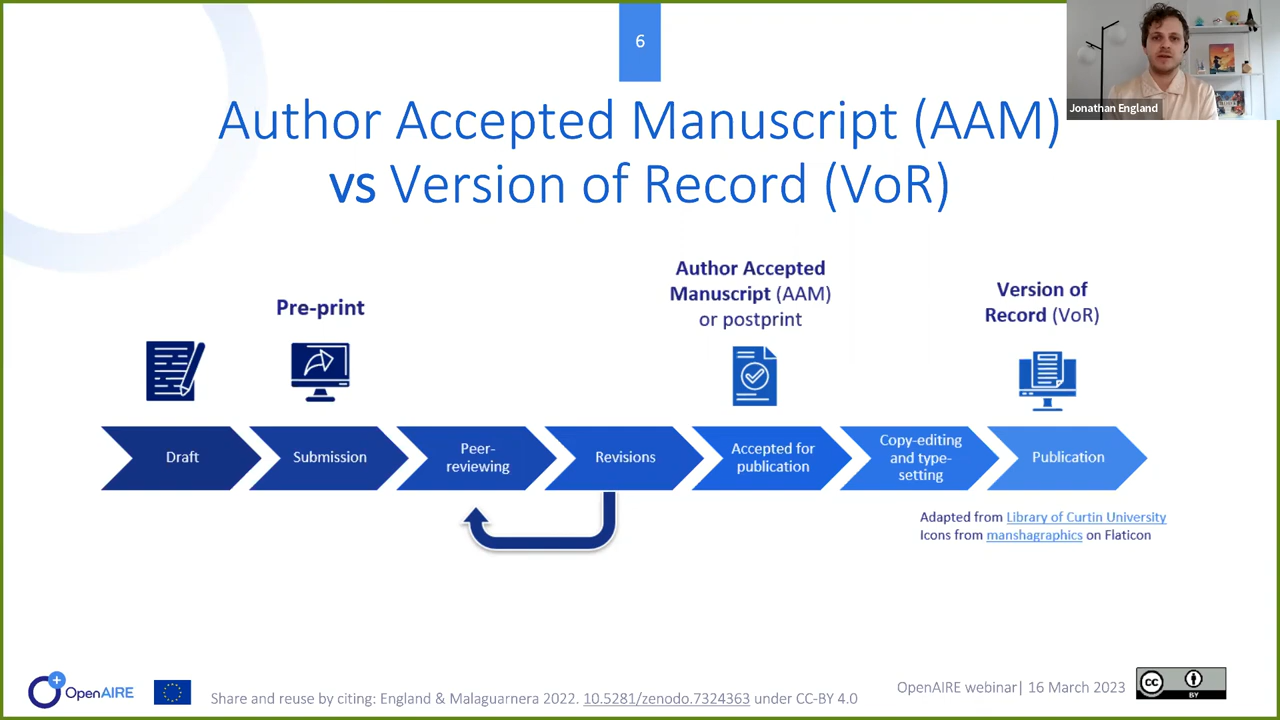 6
Jonathan England
Author Accepted Manuscript (AAM)
vs Version of Record (VoR)
Pre-print
Author Accepted
Manuscript (AAM)
or postprint
Version of
Record (VoR)
Draft
Submission
Peer-
reviewing
Revisions
Accepted for
publication
Copy-editing
and type-
setting
Publication
Adapted from Library of Curtin University
Icons from manshagraphics on Flaticon
OpenAIRE
Share and reuse by citing: England & Malaguarnera 2022. 10.5281/zenodo.7324363 under CC-BY 4.0
OpenAIRE webinar| 16 March 2023
CC
BY